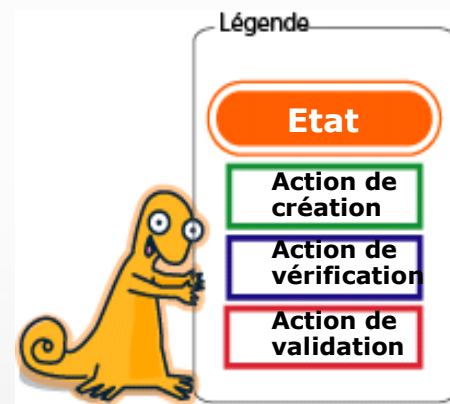 Légende
Etat
Action de
création
Action de
vérification
Action de
validation